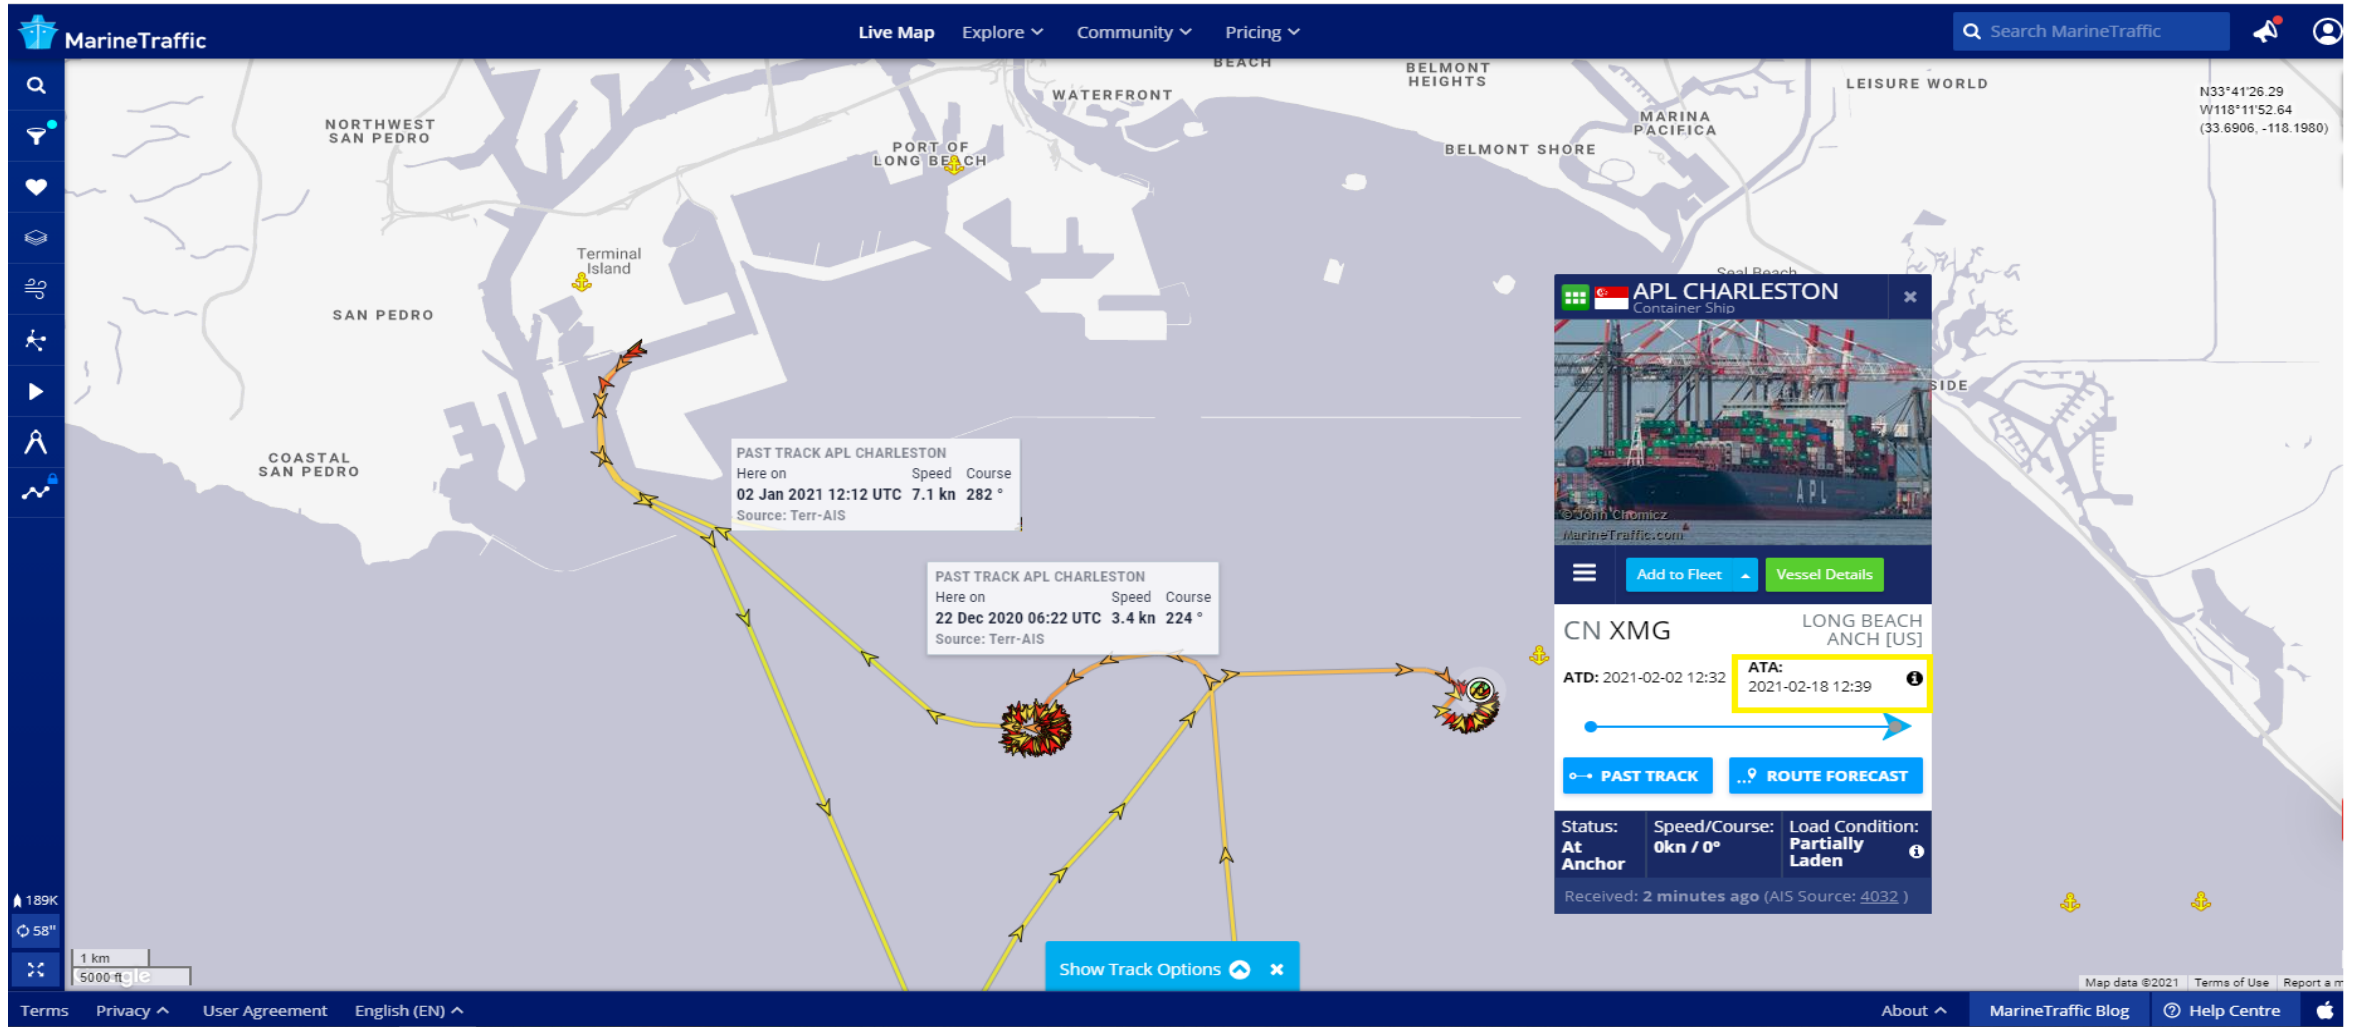 MarineTraffic
Live Map
Explore
Community
Pricing
Search MarineTraffic
BEACH
BELMONT
HEIGHTS
LEISURE WORLD
N33°41'26.29
W118°11'52.64
(33.6906, -118.1980)
WATERFRONT
NORTHWEST
SAN PEDRO
MARINA
PACIFICA
PORT OF
LONG BEACH
BELMONT SHORE
Terminal
Island
Seal Beach
SAN PEDRO
SIDE
COASTAL
SAN PEDRO
PAST TRACK APL CHARLESTON
Here on Speed Course
02 Jan 2021 12:12 UTC 7.1 kn 282 °
Source: Terr-AIS
PAST TRACK APL CHARLESTON
Here on Speed Course
22 Dec 2020 06:22 UTC 3.4 kn 224 °
Source: Terr-AIS
APL CHARLESTON
Container Ship
APL
© John Chomicz
MarineTraffic.com
Add to Fleet
Vessel Details
CN XMG
LONG BEACH
ANCH [US]
ATD: 2021-02-02 12:32
ATA:
2021-02-18 12:39
PAST TRACK
ROUTE FORECAST
Status:
At
Anchor
Speed/Course:
0kn / 0°
Load Condition:
Partially
Laden
Received: 2 minutes ago (AIS Source: 4032 )
189K
58"
1 km
5000 ft
Show Track Options
Map data ©2021
Terms of Use
Report a m
Terms
Privacy
User Agreement
English (EN)
About
MarineTraffic Blog
Help Centre